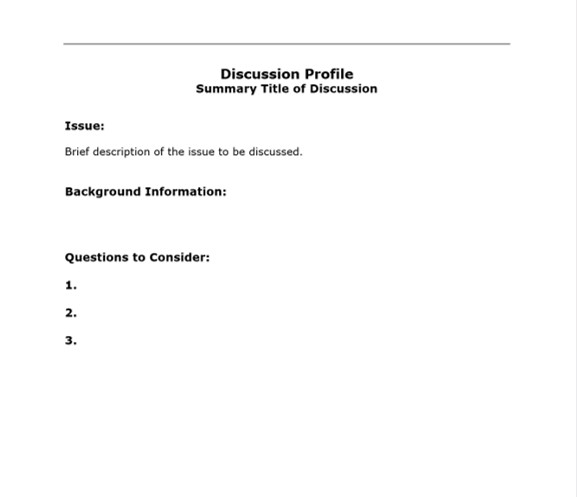 Discussion Profile
Summary Title of Discussion
Issue:
Brief description of the issue to be discussed.
Background Information:
Questions to Consider:
1.
2.
3.